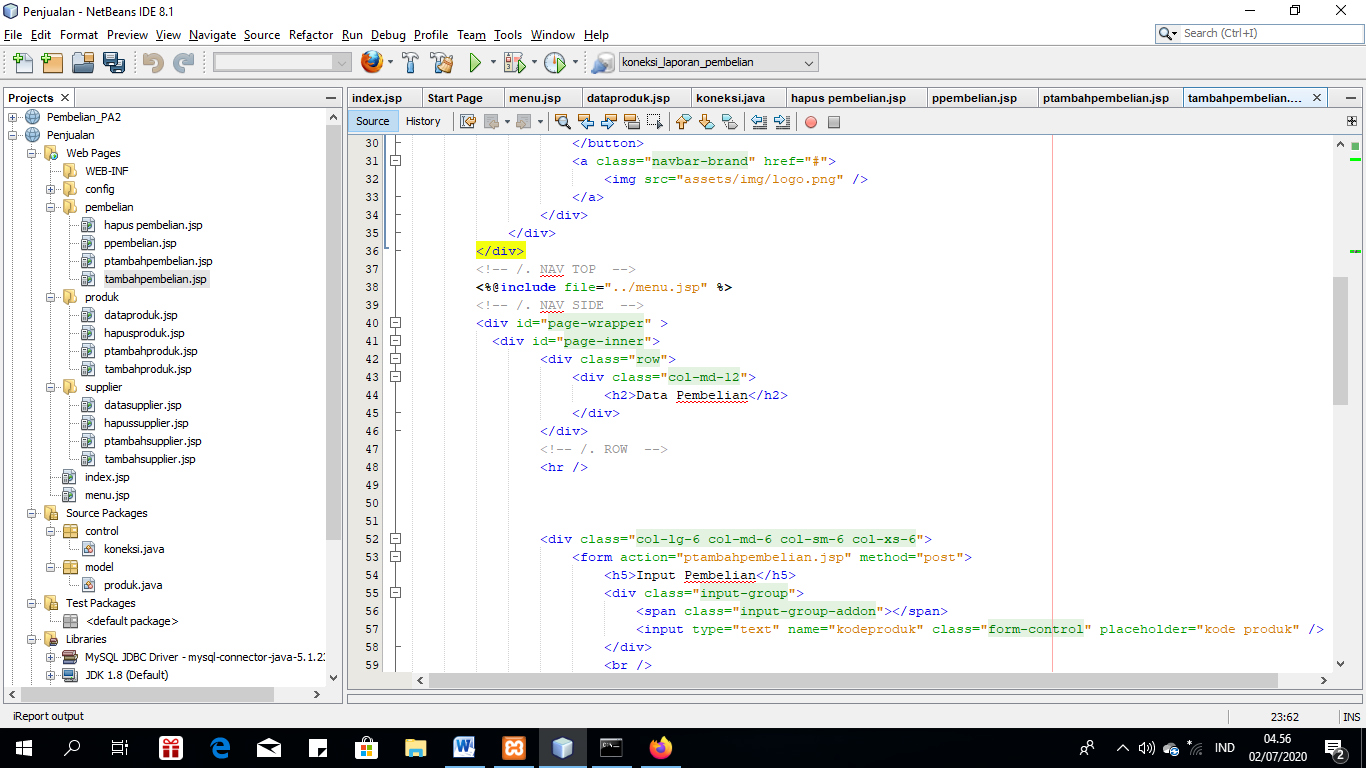 Penjualan - NetBeans IDE 8.1
File Edit Format Preview View Navigate Source Refactor Run Debug Profile Team Tools Window Help
Search (Ctrl+I)
koneksi_laporan_pembelian
Projects
index.jsp Start Page menu.jsp dataproduk.jsp koneksi.java hapus pembelian.jsp ppembelian.jsp ptambahpembelian.jsp tambahpembelian....
Source History
Pembelian_PA2
Penjualan
Web Pages
WEB-INF
config
pembelian
hapus pembelian.jsp
ppembelian.jsp
ptambahpembelian.jsp
tambahpembelian.jsp
produk
dataproduk.jsp
hapusproduk.jsp
ptambahproduk.jsp
tambahproduk.jsp
supplier
datasupplier.jsp
hapussupplier.jsp
ptambahsupplier.jsp
tambahsupplier.jsp
index.jsp
menu.jsp
Source Packages
control
koneksi.java
model
produk.java
Test Packages
<default package>
Libraries
MySQL JDBC Driver - mysql-connector-java-5.1.23
JDK 1.8 (Default)
30 </button>
31 <a class="navbar-brand" href="#">
32 <img src="assets/img/logo.png" />
33 </a>
34 </div>
35 </div>
36 </div>
37 <!-- /. NAV TOP  -->
38 <%@include file="../menu.jsp" %>
39 <!-- /. NAV SIDE  -->
40 <div id="page-wrapper" >
41 <div id="page-inner">
42 <div class="row">
43 <div class="col-md-12">
44 <h2>Data Pembelian</h2>
45 </div>
46 </div>
47 <!-- /. ROW  -->
48 <hr />
49
50
51
52 <div class="col-lg-6 col-md-6 col-sm-6 col-xs-6">
53 <form action="ptambahpembelian.jsp" method="post">
54 <h5>Input Pembelian</h5>
55 <div class="input-group">
56 <span class="input-group-addon"></span>
57 <input type="text" name="kodeproduk" class="form-control" placeholder="kode produk" />
58 </div>
59 <br />
iReport output
23:62 INS
IND
04.56
02/07/2020
2